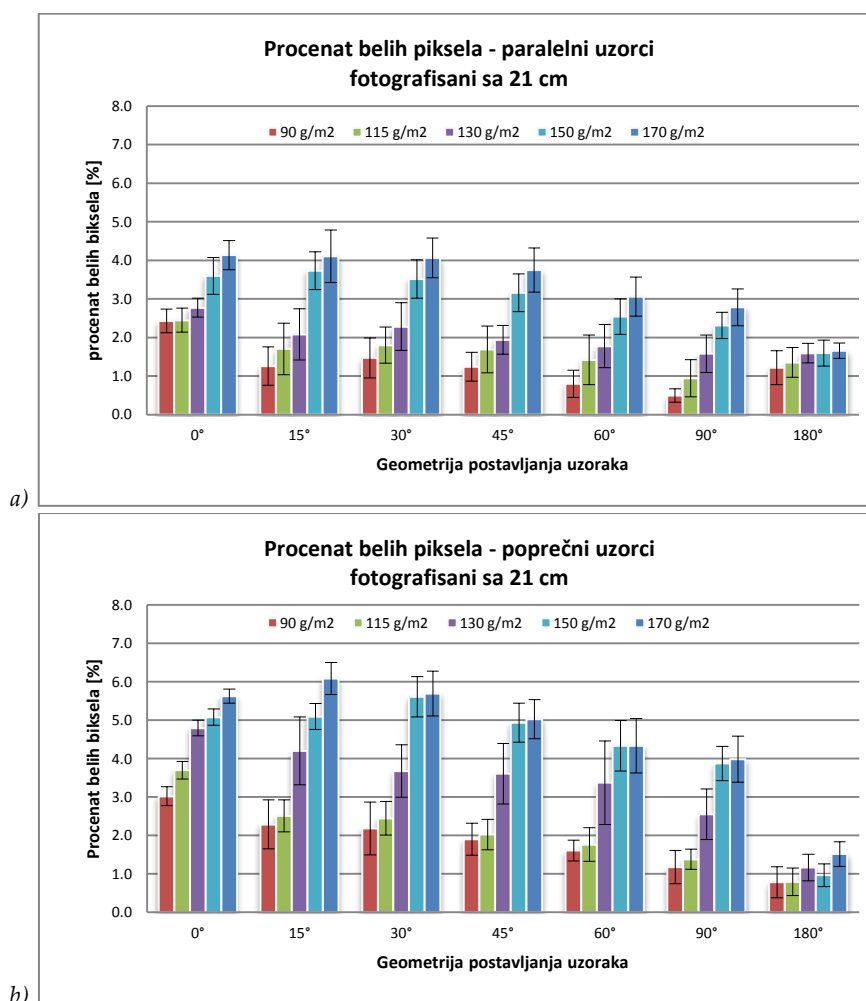 Procenat belih piksela - paralelni uzorci
fotografisani sa 21 cm
8.0
90 g/m2 115 g/m2 130 g/m2 150 g/m2 170 g/m2
7.0
6.0
5.0
4.0
3.0
2.0
1.0
0.0
procenat belih biksela [%]
0° 15° 30° 45° 60° 90° 180°
Geometrija postavljanja uzoraka
a)
Procenat belih piksela - poprečni uzorci
fotografisani sa 21 cm
8.0
90 g/m2 115 g/m2 130 g/m2 150 g/m2 170 g/m2
7.0
6.0
5.0
4.0
3.0
2.0
1.0
0.0
Procenat belih biksela [%]
0° 15° 30° 45° 60° 90° 180°
Geometrija postavljanja uzoraka
b)